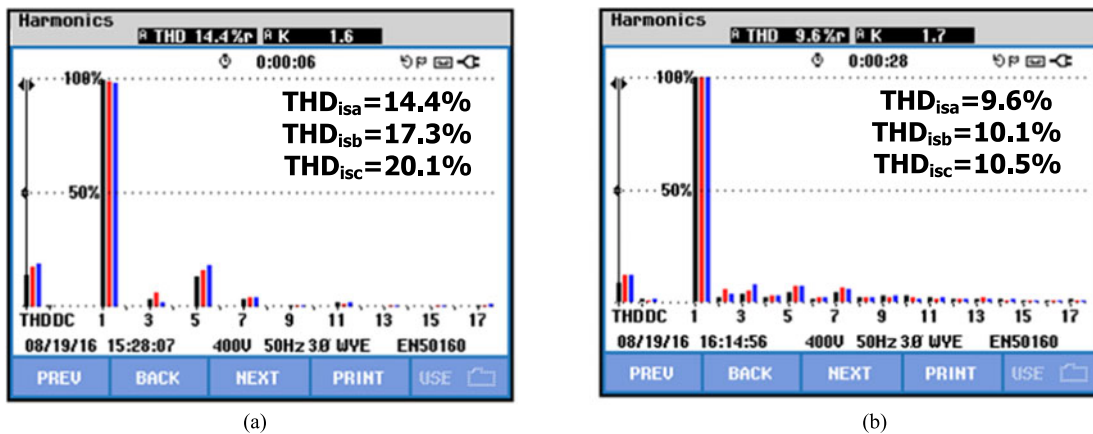 Harmonics
A THD 14.4%r A K 1.6
0:00:06
100%
THDisa=14.4%
THDisb=17.3%
THDisc=20.1%
50%
THDDC 1 3 5 7 9 11 13 15 17
08/19/16 15:28:07 400V 50Hz 3Ø WYE EN50160
PREV BACK NEXT PRINT USE
(a)
Harmonics
A THD 9.6%r A K 1.7
0:00:28
100%
THDisa=9.6%
THDisb=10.1%
THDisc=10.5%
50%
THDDC 1 3 5 7 9 11 13 15 17
08/19/16 16:14:56 400V 50Hz 3Ø WYE EN50160
PREV BACK NEXT PRINT USE
(b)